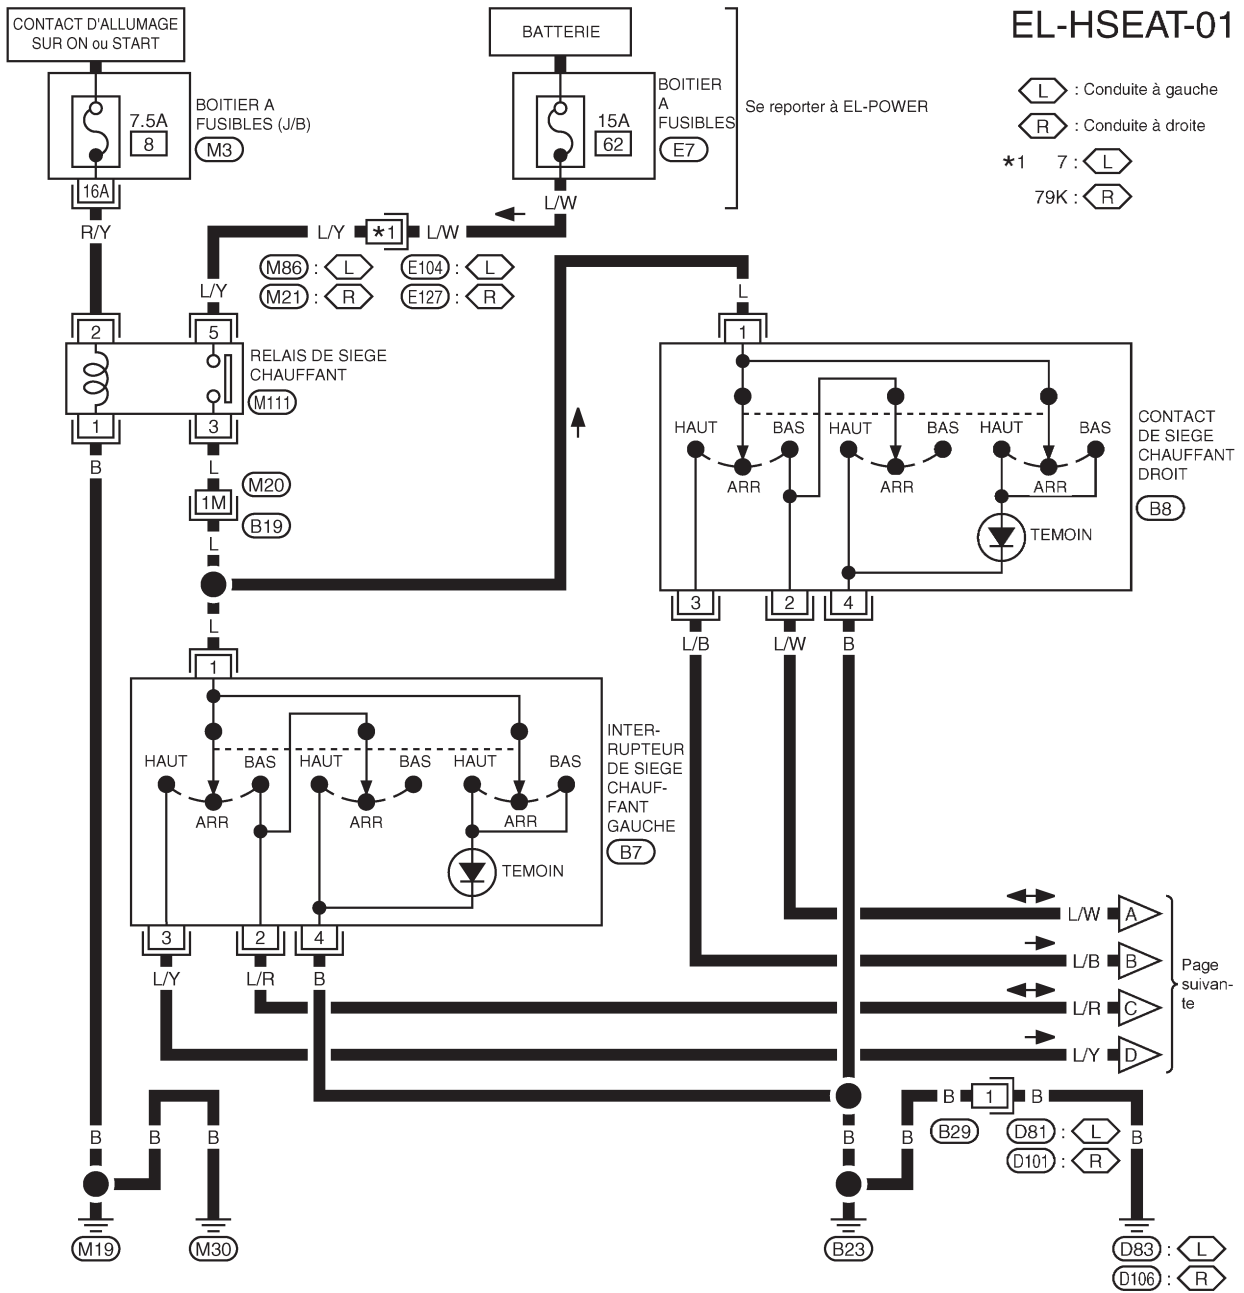 EL-HSEAT-01
CONTACT D'ALLUMAGE
SUR ON ou START
BATTERIE
7.5A
8
BOITIER A
FUSIBLES (J/B)
M3
15A
62
BOITIER
A
FUSIBLES
E7
Se reporter à EL-POWER
L : Conduite à gauche
R : Conduite à droite
*1 7 : L
79K : R
16A
R/Y
L/W
L/Y *1 L/W
M86 : L E104 : L
M21 : R E127 : R
L/Y
L
2 5
1
RELAIS DE SIEGE
CHAUFFANT
M111
1 3
B L
M20
1M
B19
L
L
1
HAUT BAS HAUT BAS HAUT BAS
ARR ARR ARR
TEMOIN
CONTACT
DE SIEGE
CHAUFFANT
DROIT
B8
3 2 4
L/B L/W B
HAUT BAS HAUT BAS HAUT BAS
ARR ARR ARR
TEMOIN
INTER-
RUPTEUR
DE SIEGE
CHAUF-
FANT
GAUCHE
B7
3 2 4
L/Y L/R B
L/W A
L/B B
L/R C
L/Y D
Page
suivan-
te
B 1 B
B29
D81 : L
D101 : R
B B B B B B
M19 M30 B23
D83 : L
D106 : R